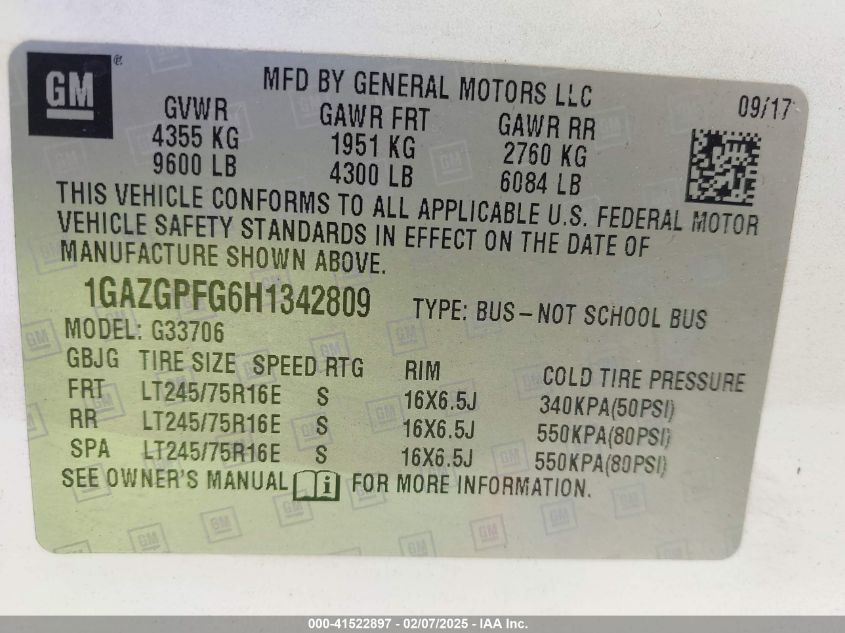 GM
MFD BY GENERAL MOTORS LLC
09/17
GVWR GAWR FRT GAWR RR
4355 KG 1951 KG 2760 KG
9600 LB 4300 LB 6084 LB
THIS VEHICLE CONFORMS TO ALL APPLICABLE U.S. FEDERAL MOTOR
VEHICLE SAFETY STANDARDS IN EFFECT ON THE DATE OF
MANUFACTURE SHOWN ABOVE.
1GAZGPFG6H1342809 TYPE: BUS-NOT SCHOOL BUS
MODEL: G33706
GBJG TIRE SIZE SPEED RTG RIM COLD TIRE PRESSURE
FRT LT245/75R16E S 16X6.5J 340KPA(50PSI)
RR LT245/75R16E S 16X6.5J 550KPA(80PSI)
SPA LT245/75R16E S 16X6.5J 550KPA(80PSI)
SEE OWNER'S MANUAL i FOR MORE INFORMATION.
000-41522897 - 02/07/2025 - IAA Inc.